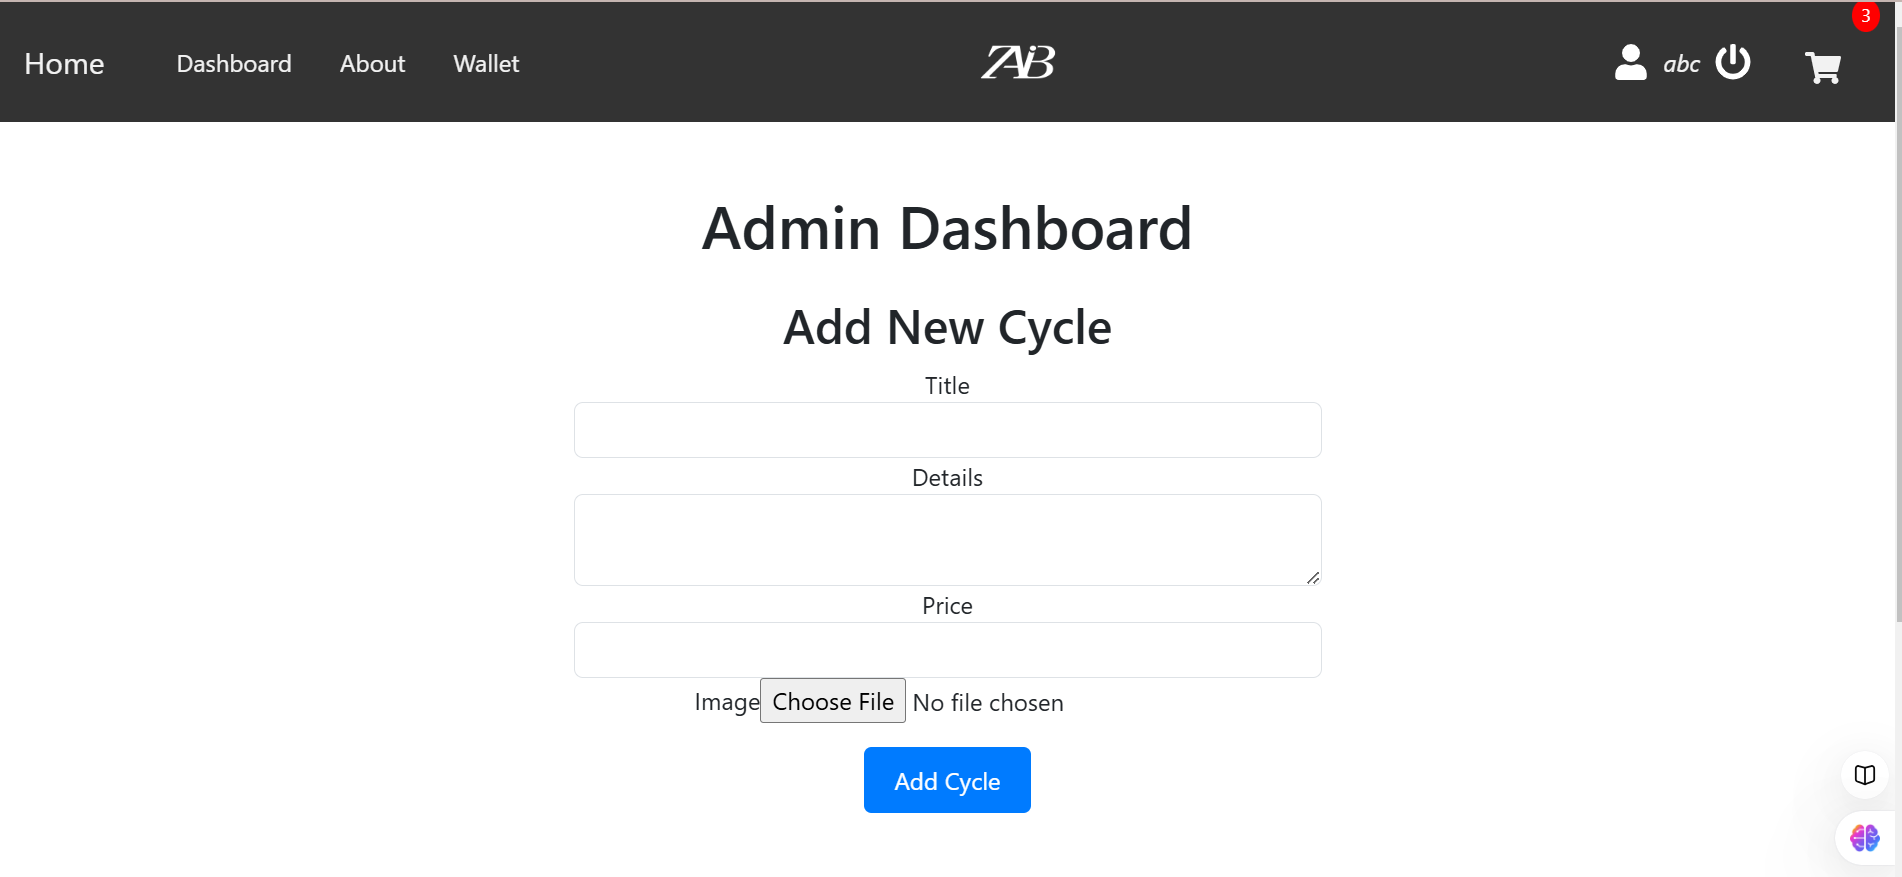 3
Home Dashboard About Wallet ZAB abc
Admin Dashboard
Add New Cycle
Title
Details
Price
Image Choose File No file chosen
Add Cycle